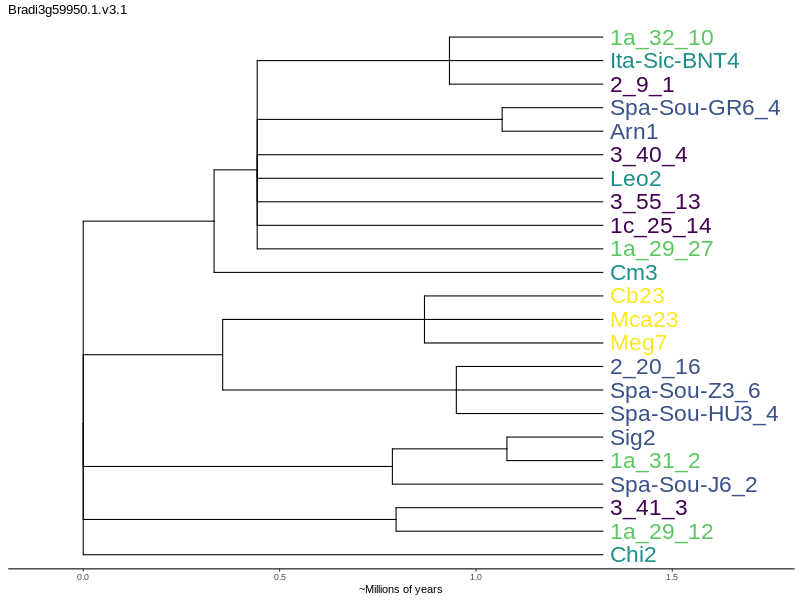 Bradi3g59950.1.v3.1
1a_32_10
Ita-Sic-BNT4
2_9_1
Spa-Sou-GR6_4
Arn1
3_40_4
Leo2
3_55_13
1c_25_14
1a_29_27
Cm3
Cb23
Mca23
Meg7
2_20_16
Spa-Sou-Z3_6
Spa-Sou-HU3_4
Sig2
1a_31_2
Spa-Sou-J6_2
3_41_3
1a_29_12
Chi2
0.0 0.5 1.0 1.5
~Millions of years